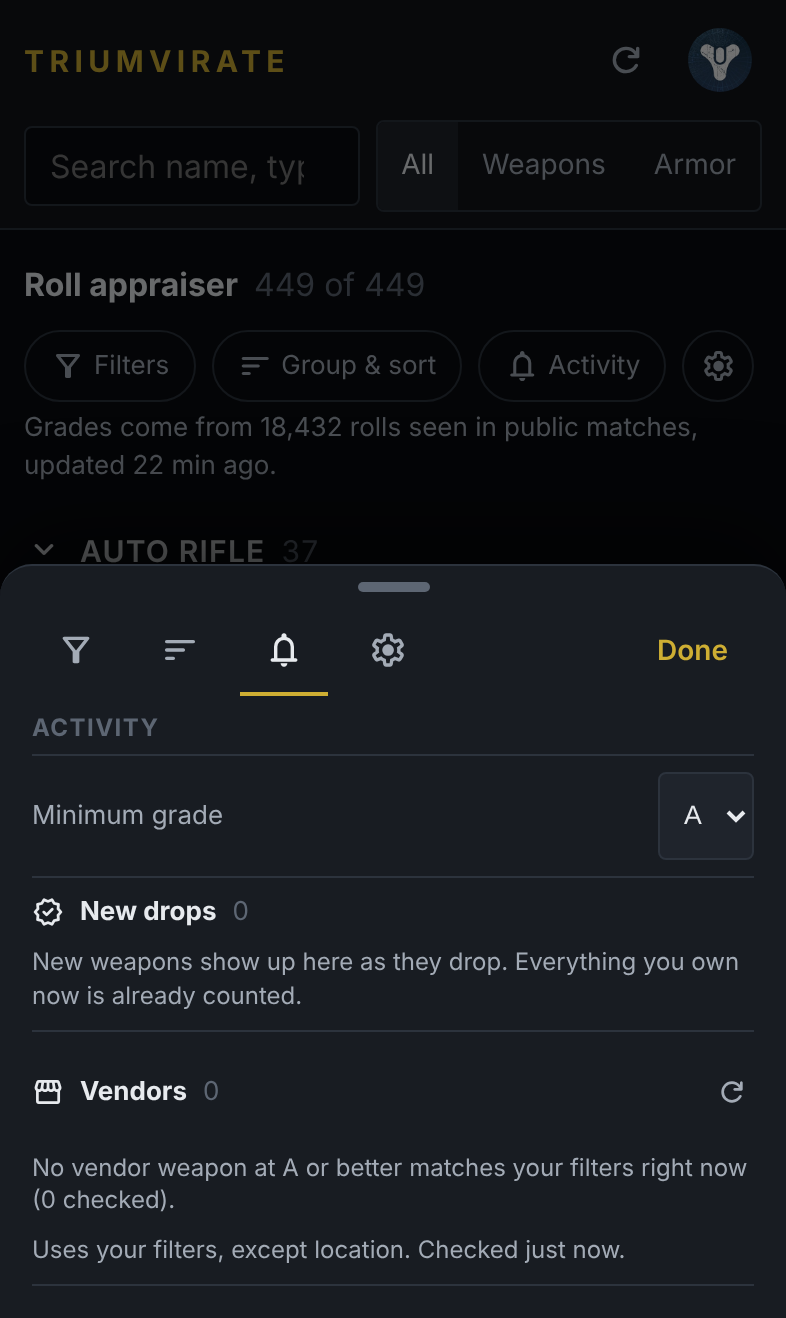 TRIUMVIRATE
Search name, typ
All
Weapons
Armor
Roll appraiser 449 of 449
Filters
Group & sort
Activity
Grades come from 18,432 rolls seen in public matches,
updated 22 min ago.
AUTO RIFLE 37
Done
ACTIVITY
Minimum grade
A
New drops 0
New weapons show up here as they drop. Everything you own
now is already counted.
Vendors 0
No vendor weapon at A or better matches your filters right now
(0 checked).
Uses your filters, except location. Checked just now.